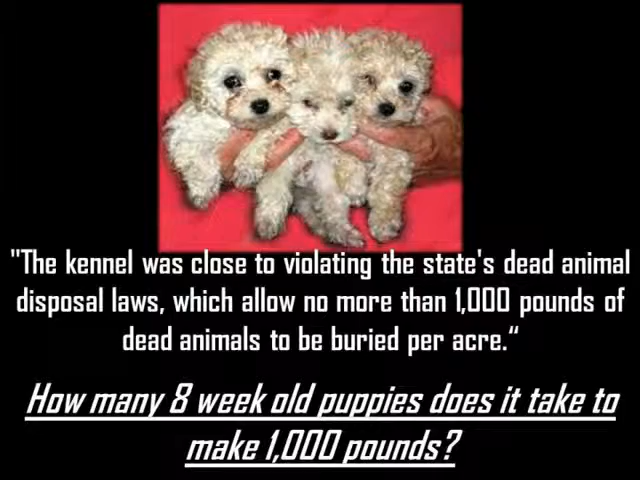 "The kennel was close to violating the state's dead animal
disposal laws, which allow no more than 1,000 pounds of
dead animals to be buried per acre.“
How many 8 week old puppies does it take to
make 1,000 pounds?